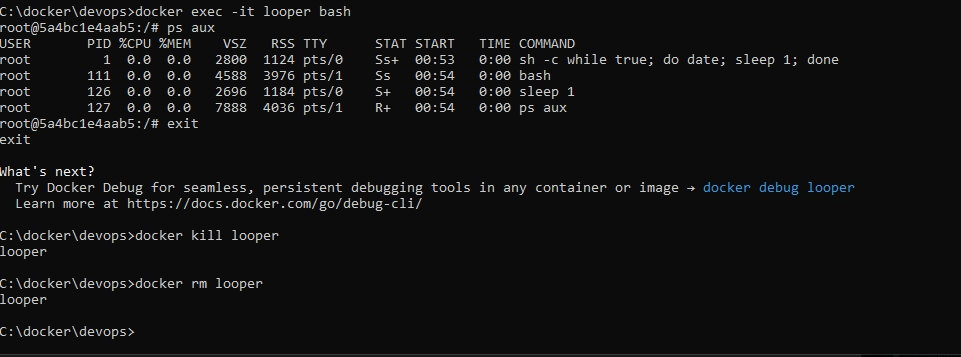 C:\docker\devops>docker exec -it looper bash
root@5a4bc1e4aab5:/# ps aux
USER       PID %CPU %MEM    VSZ   RSS TTY      STAT START   TIME COMMAND
root         1  0.0  0.0   2800  1124 pts/0    Ss+  00:53   0:00 sh -c while true; do date; sleep 1; done
root       111  0.0  0.0   4588  3976 pts/1    Ss   00:54   0:00 bash
root       126  0.0  0.0   2696  1184 pts/0    S+   00:54   0:00 sleep 1
root       127  0.0  0.0   7888  4036 pts/1    R+   00:54   0:00 ps aux
root@5a4bc1e4aab5:/# exit
exit
What's next?
Try Docker Debug for seamless, persistent debugging tools in any container or image → docker debug looper
Learn more at https://docs.docker.com/go/debug-cli/
C:\docker\devops>docker kill looper
looper
C:\docker\devops>docker rm looper
looper
C:\docker\devops>